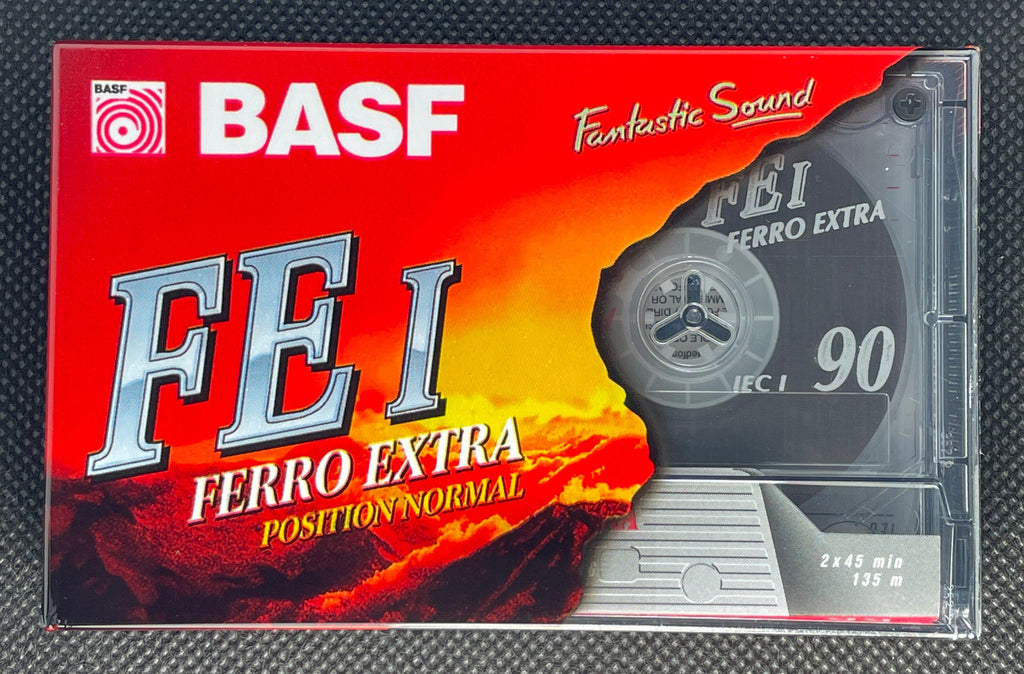 BASF
BASF
Fantastic Sound
FE I
FERRO EXTRA
POSITION NORMAL
FE I
FERRO EXTRA
IEC I 90
2 x 45 min
135 m